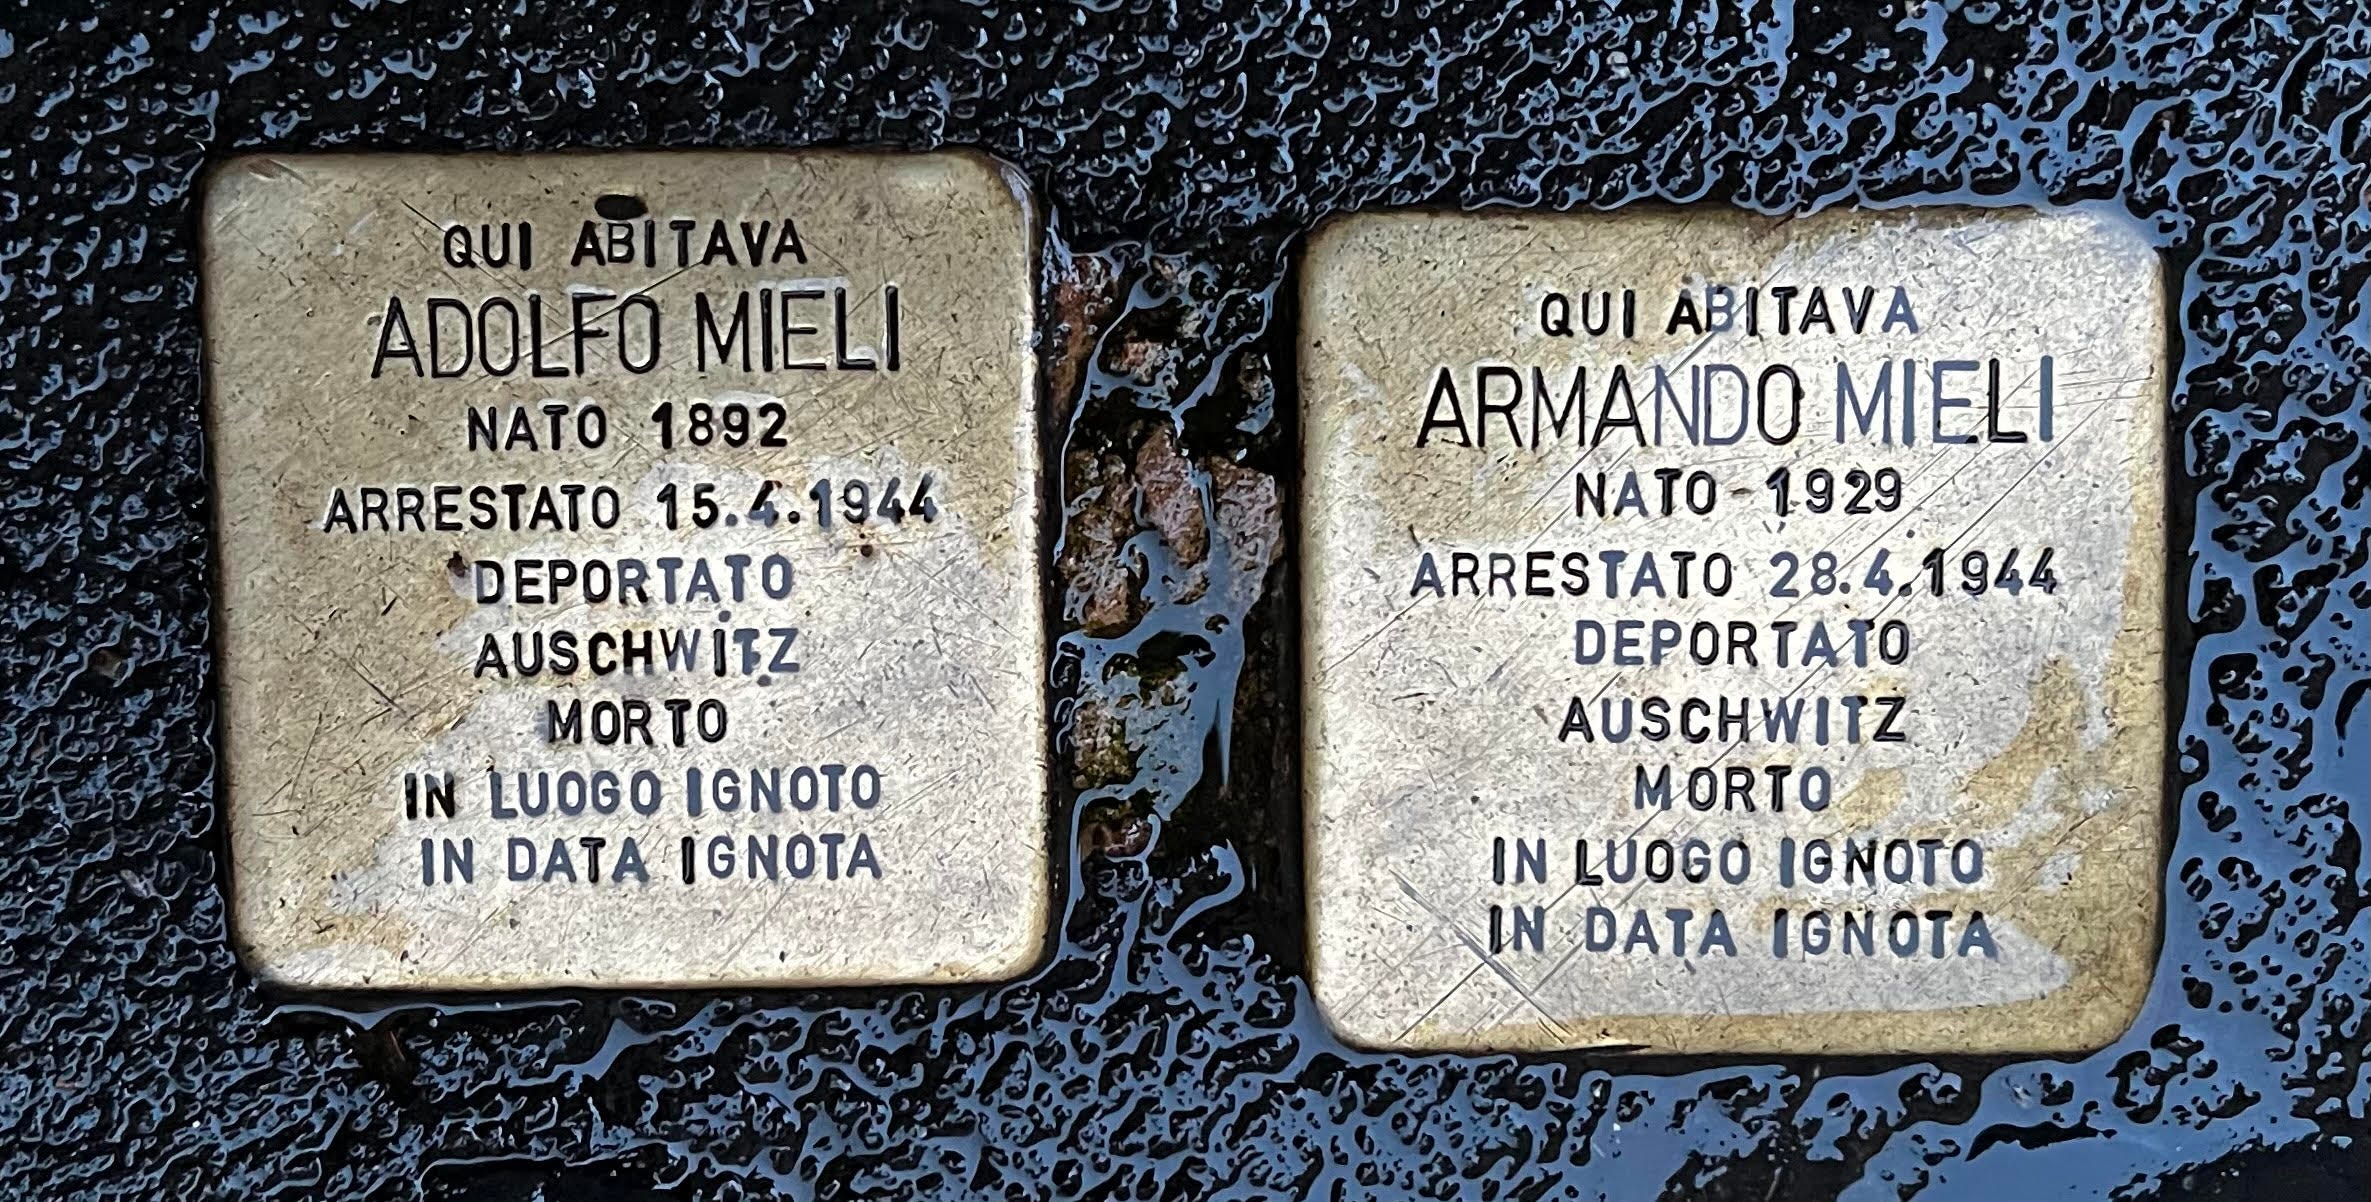 QUI ABITAVA
ADOLFO MIELI
NATO 1892
ARRESTATO 15.4.1944
DEPORTATO
AUSCHWITZ
MORTO
IN LUOGO IGNOTO
IN DATA IGNOTA
QUI ABITAVA
ARMANDO MIELI
NATO 1929
ARRESTATO 28.4.1944
DEPORTATO
AUSCHWITZ
MORTO
IN LUOGO IGNOTO
IN DATA IGNOTA